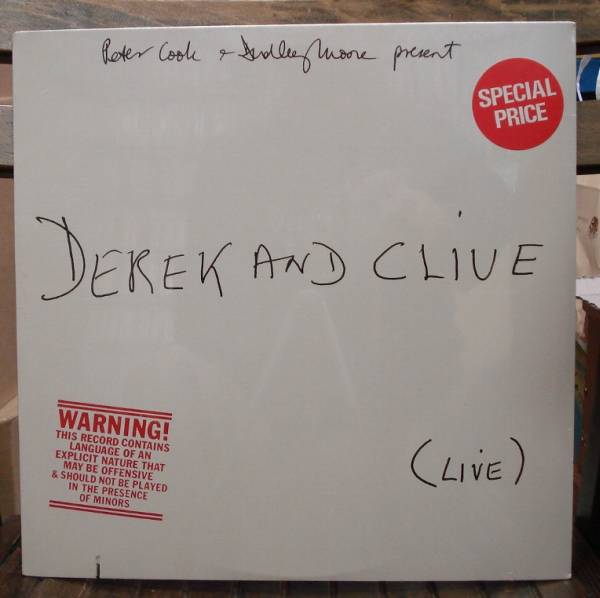 Peter Cook & Dudley Moore present
SPECIAL
PRICE
DEREK AND CLIVE
(LIVE)
WARNING!
THIS RECORD CONTAINS
LANGUAGE OF AN
EXPLICIT NATURE THAT
MAY BE OFFENSIVE
& SHOULD NOT BE PLAYED
IN THE PRESENCE
OF MINORS